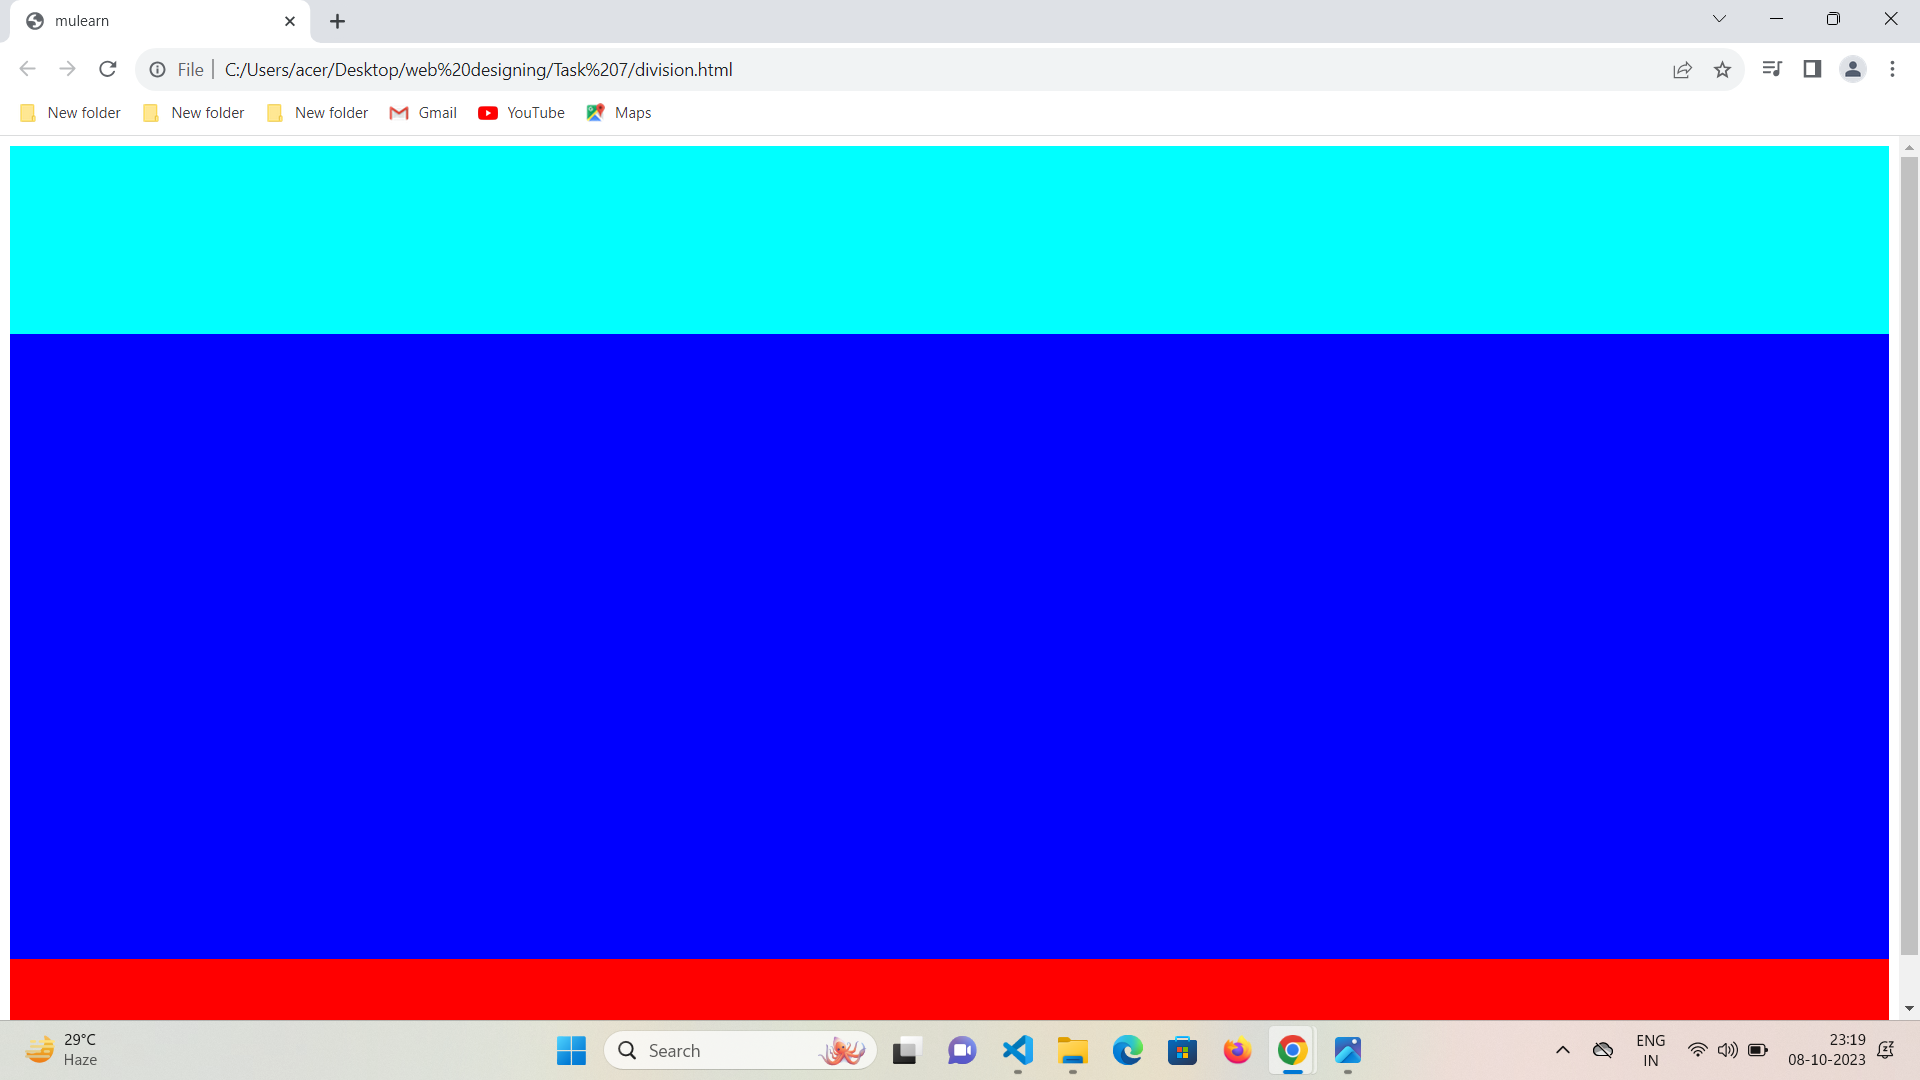 mulearn
File C:/Users/acer/Desktop/web%20designing/Task%207/division.html
New folder New folder New folder Gmail YouTube Maps
29°C
Haze
Search
ENG
IN
23:19
08-10-2023